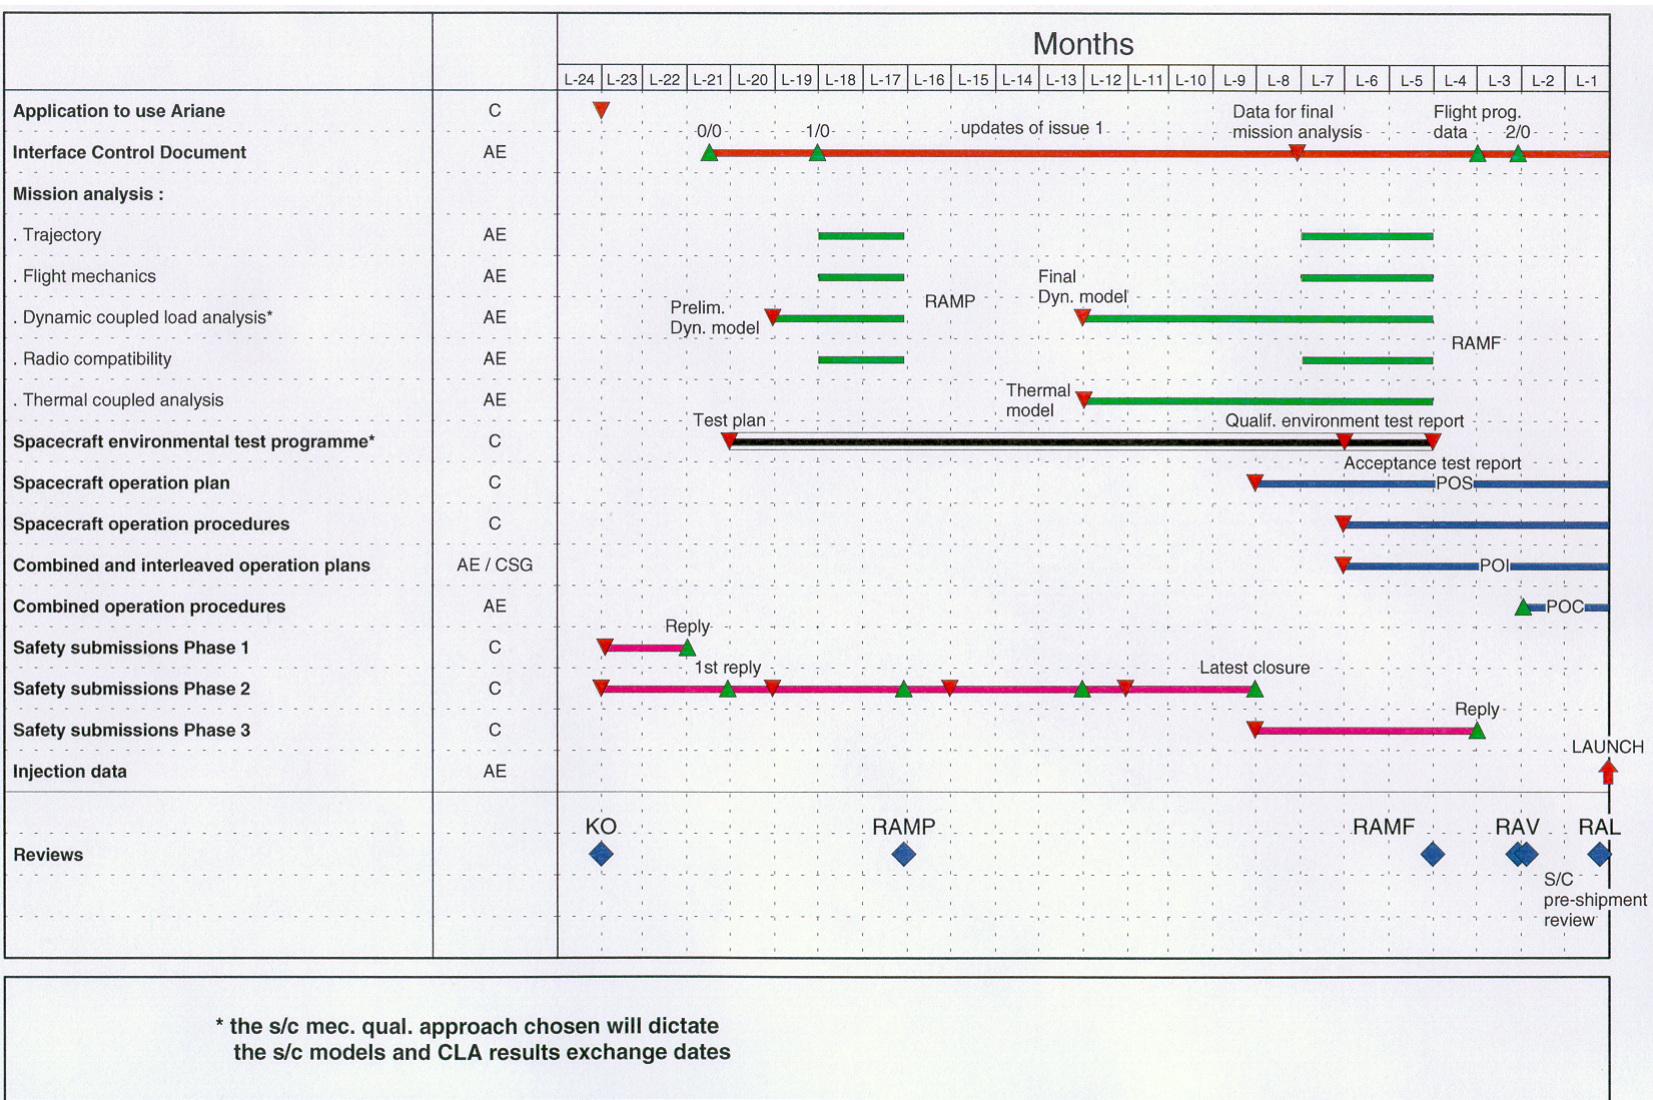 Months
L-24 L-23 L-22 L-21 L-20 L-19 L-18 L-17 L-16 L-15 L-14 L-13 L-12 L-11 L-10 L-9 L-8 L-7 L-6 L-5 L-4 L-3 L-2 L-1
Application to use Ariane C
Data for final
mission analysis
Flight prog.
data 2/0
0/0 1/0 updates of issue 1
Interface Control Document AE
Mission analysis :
. Trajectory AE
. Flight mechanics AE
Final
Dyn. model
RAMP
Prelim.
Dyn. model
. Dynamic coupled load analysis* AE
RAMF
. Radio compatibility AE
Thermal
model
. Thermal coupled analysis AE
Test plan Qualif. environment test report
Spacecraft environmental test programme* C
Acceptance test report
Spacecraft operation plan C POS
Spacecraft operation procedures C
Combined and interleaved operation plans AE / CSG POI
Combined operation procedures AE POC
Reply
Safety submissions Phase 1 C
1st reply Latest closure
Safety submissions Phase 2 C
Reply
Safety submissions Phase 3 C
LAUNCH
Injection data AE
KO RAMP RAMF RAV RAL
Reviews
S/C
pre-shipment
review
* the s/c mec. qual. approach chosen will dictate
the s/c models and CLA results exchange dates